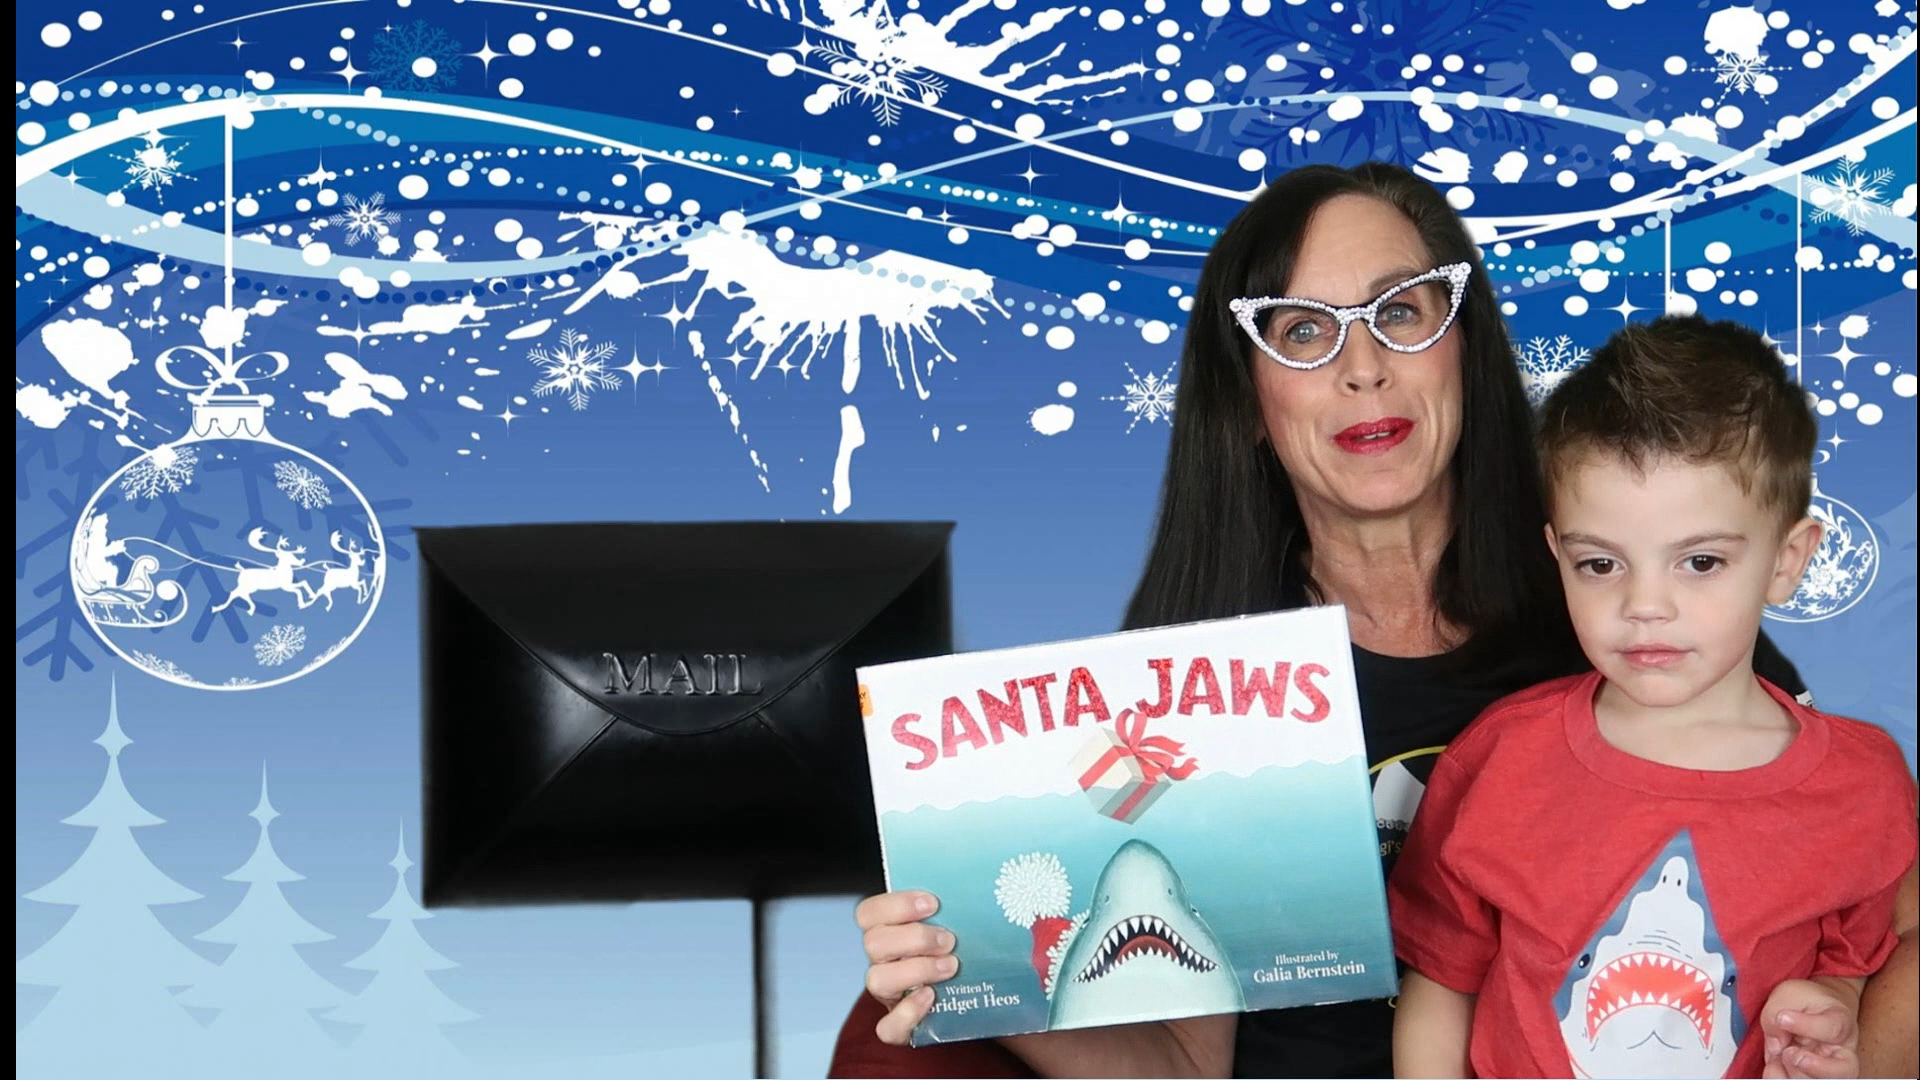 MAIL
SANTA JAWS
Written by
Bridget Heos
Illustrated by
Galia Bernstein